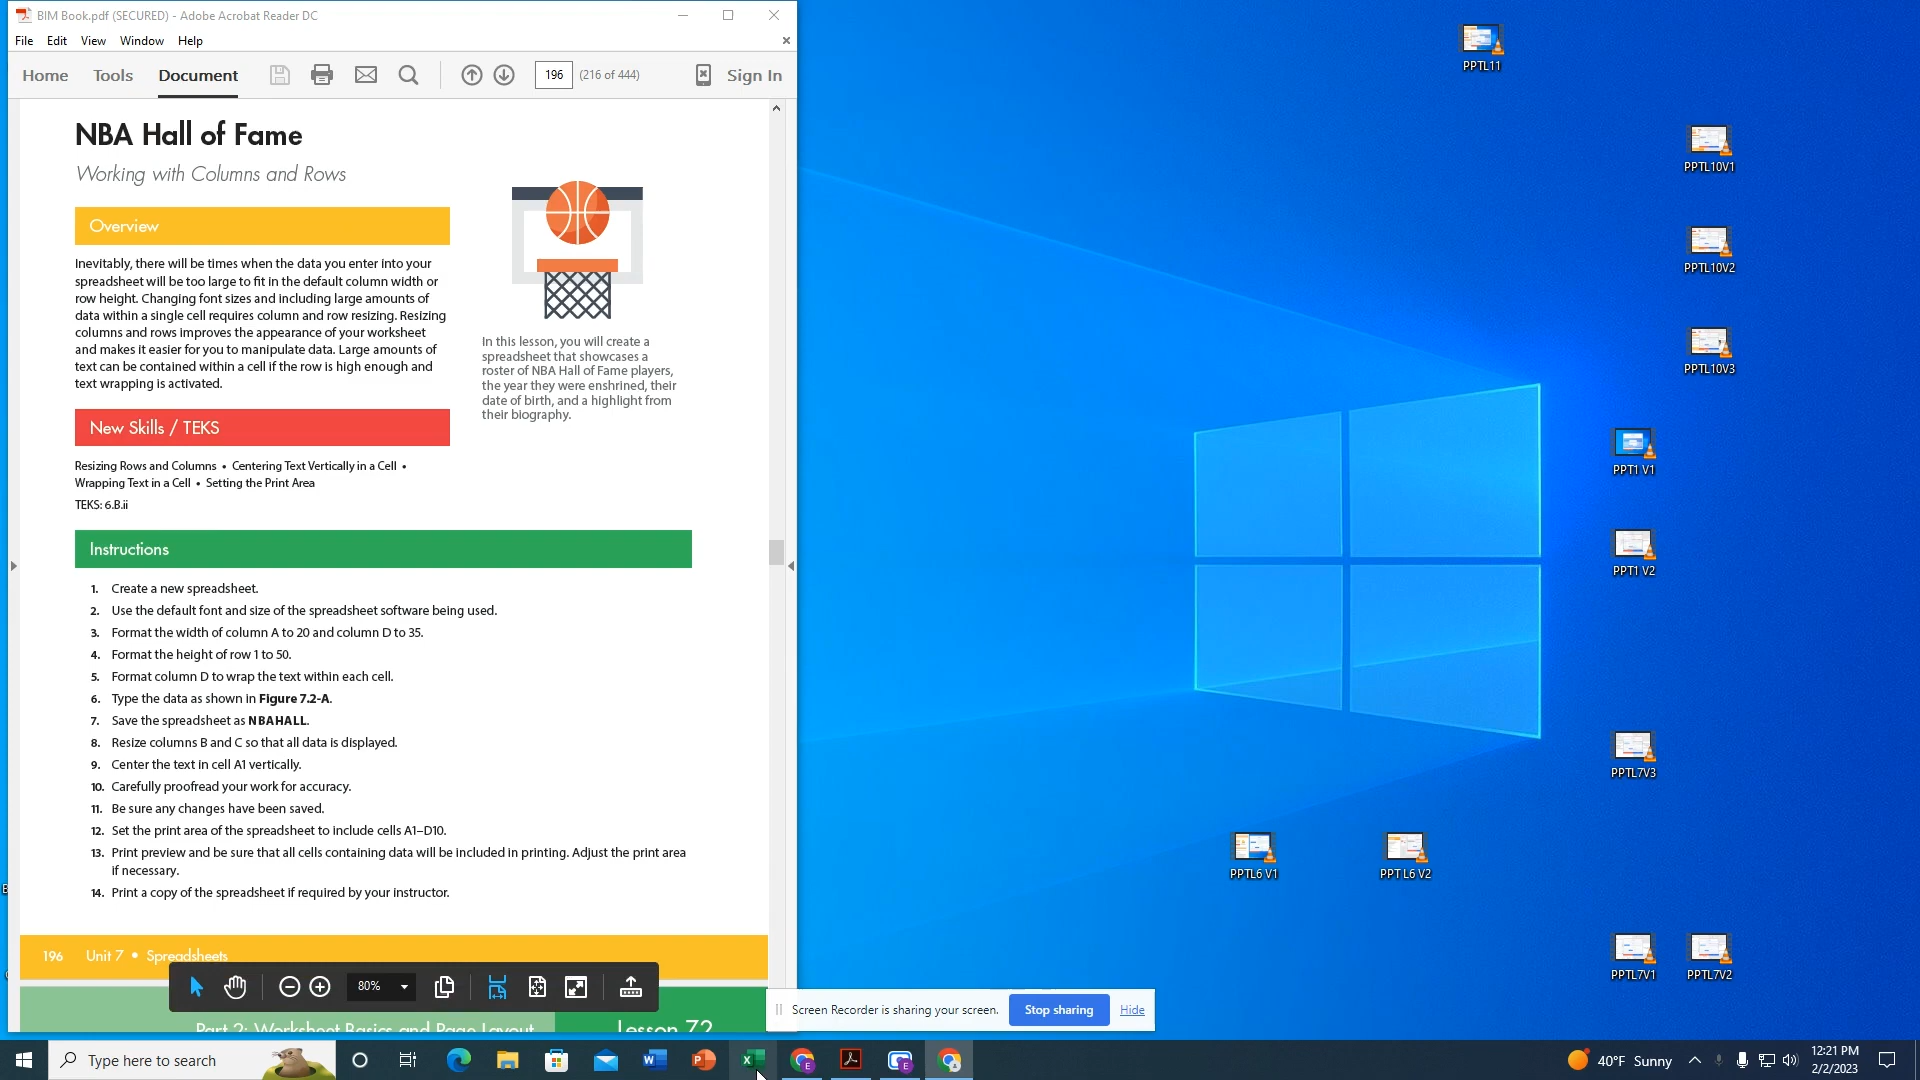 BIM Book.pdf (SECURED) - Adobe Acrobat Reader DC
File Edit View Window Help
Home Tools Document 196 (216 of 444) Sign In
NBA Hall of Fame
Working with Columns and Rows
Overview
Inevitably, there will be times when the data you enter into your
spreadsheet will be too large to fit in the default column width or
row height. Changing font sizes and including large amounts of
data within a single cell requires column and row resizing. Resizing
columns and rows improves the appearance of your worksheet
and makes it easier for you to manipulate data. Large amounts of
text can be contained within a cell if the row is high enough and
text wrapping is activated.
In this lesson, you will create a
spreadsheet that showcases a
roster of NBA Hall of Fame players,
the year they were enshrined, their
date of birth, and a highlight from
their biography.
New Skills / TEKS
Resizing Rows and Columns • Centering Text Vertically in a Cell •
Wrapping Text in a Cell • Setting the Print Area
TEKS: 6.B.ii
Instructions
1. Create a new spreadsheet.
2. Use the default font and size of the spreadsheet software being used.
3. Format the width of column A to 20 and column D to 35.
4. Format the height of row 1 to 50.
5. Format column D to wrap the text within each cell.
6. Type the data as shown in Figure 7.2-A.
7. Save the spreadsheet as NBAHALL.
8. Resize columns B and C so that all data is displayed.
9. Center the text in cell A1 vertically.
10. Carefully proofread your work for accuracy.
11. Be sure any changes have been saved.
12. Set the print area of the spreadsheet to include cells A1–D10.
13. Print preview and be sure that all cells containing data will be included in printing. Adjust the print area
if necessary.
14. Print a copy of the spreadsheet if required by your instructor.
196 Unit 7 • Spreadsheets
80%
Part 2: Worksheet Basics and Page Layout Lesson 72
PPTL11
PPTL10V1
PPTL10V2
PPTL10V3
PPT1 V1
PPT1 V2
PPTL7V3
PPTL6 V1 PPT L6 V2
PPTL7V1 PPTL7V2
Screen Recorder is sharing your screen. Stop sharing Hide
Type here to search
40°F Sunny
12:21 PM
2/2/2023